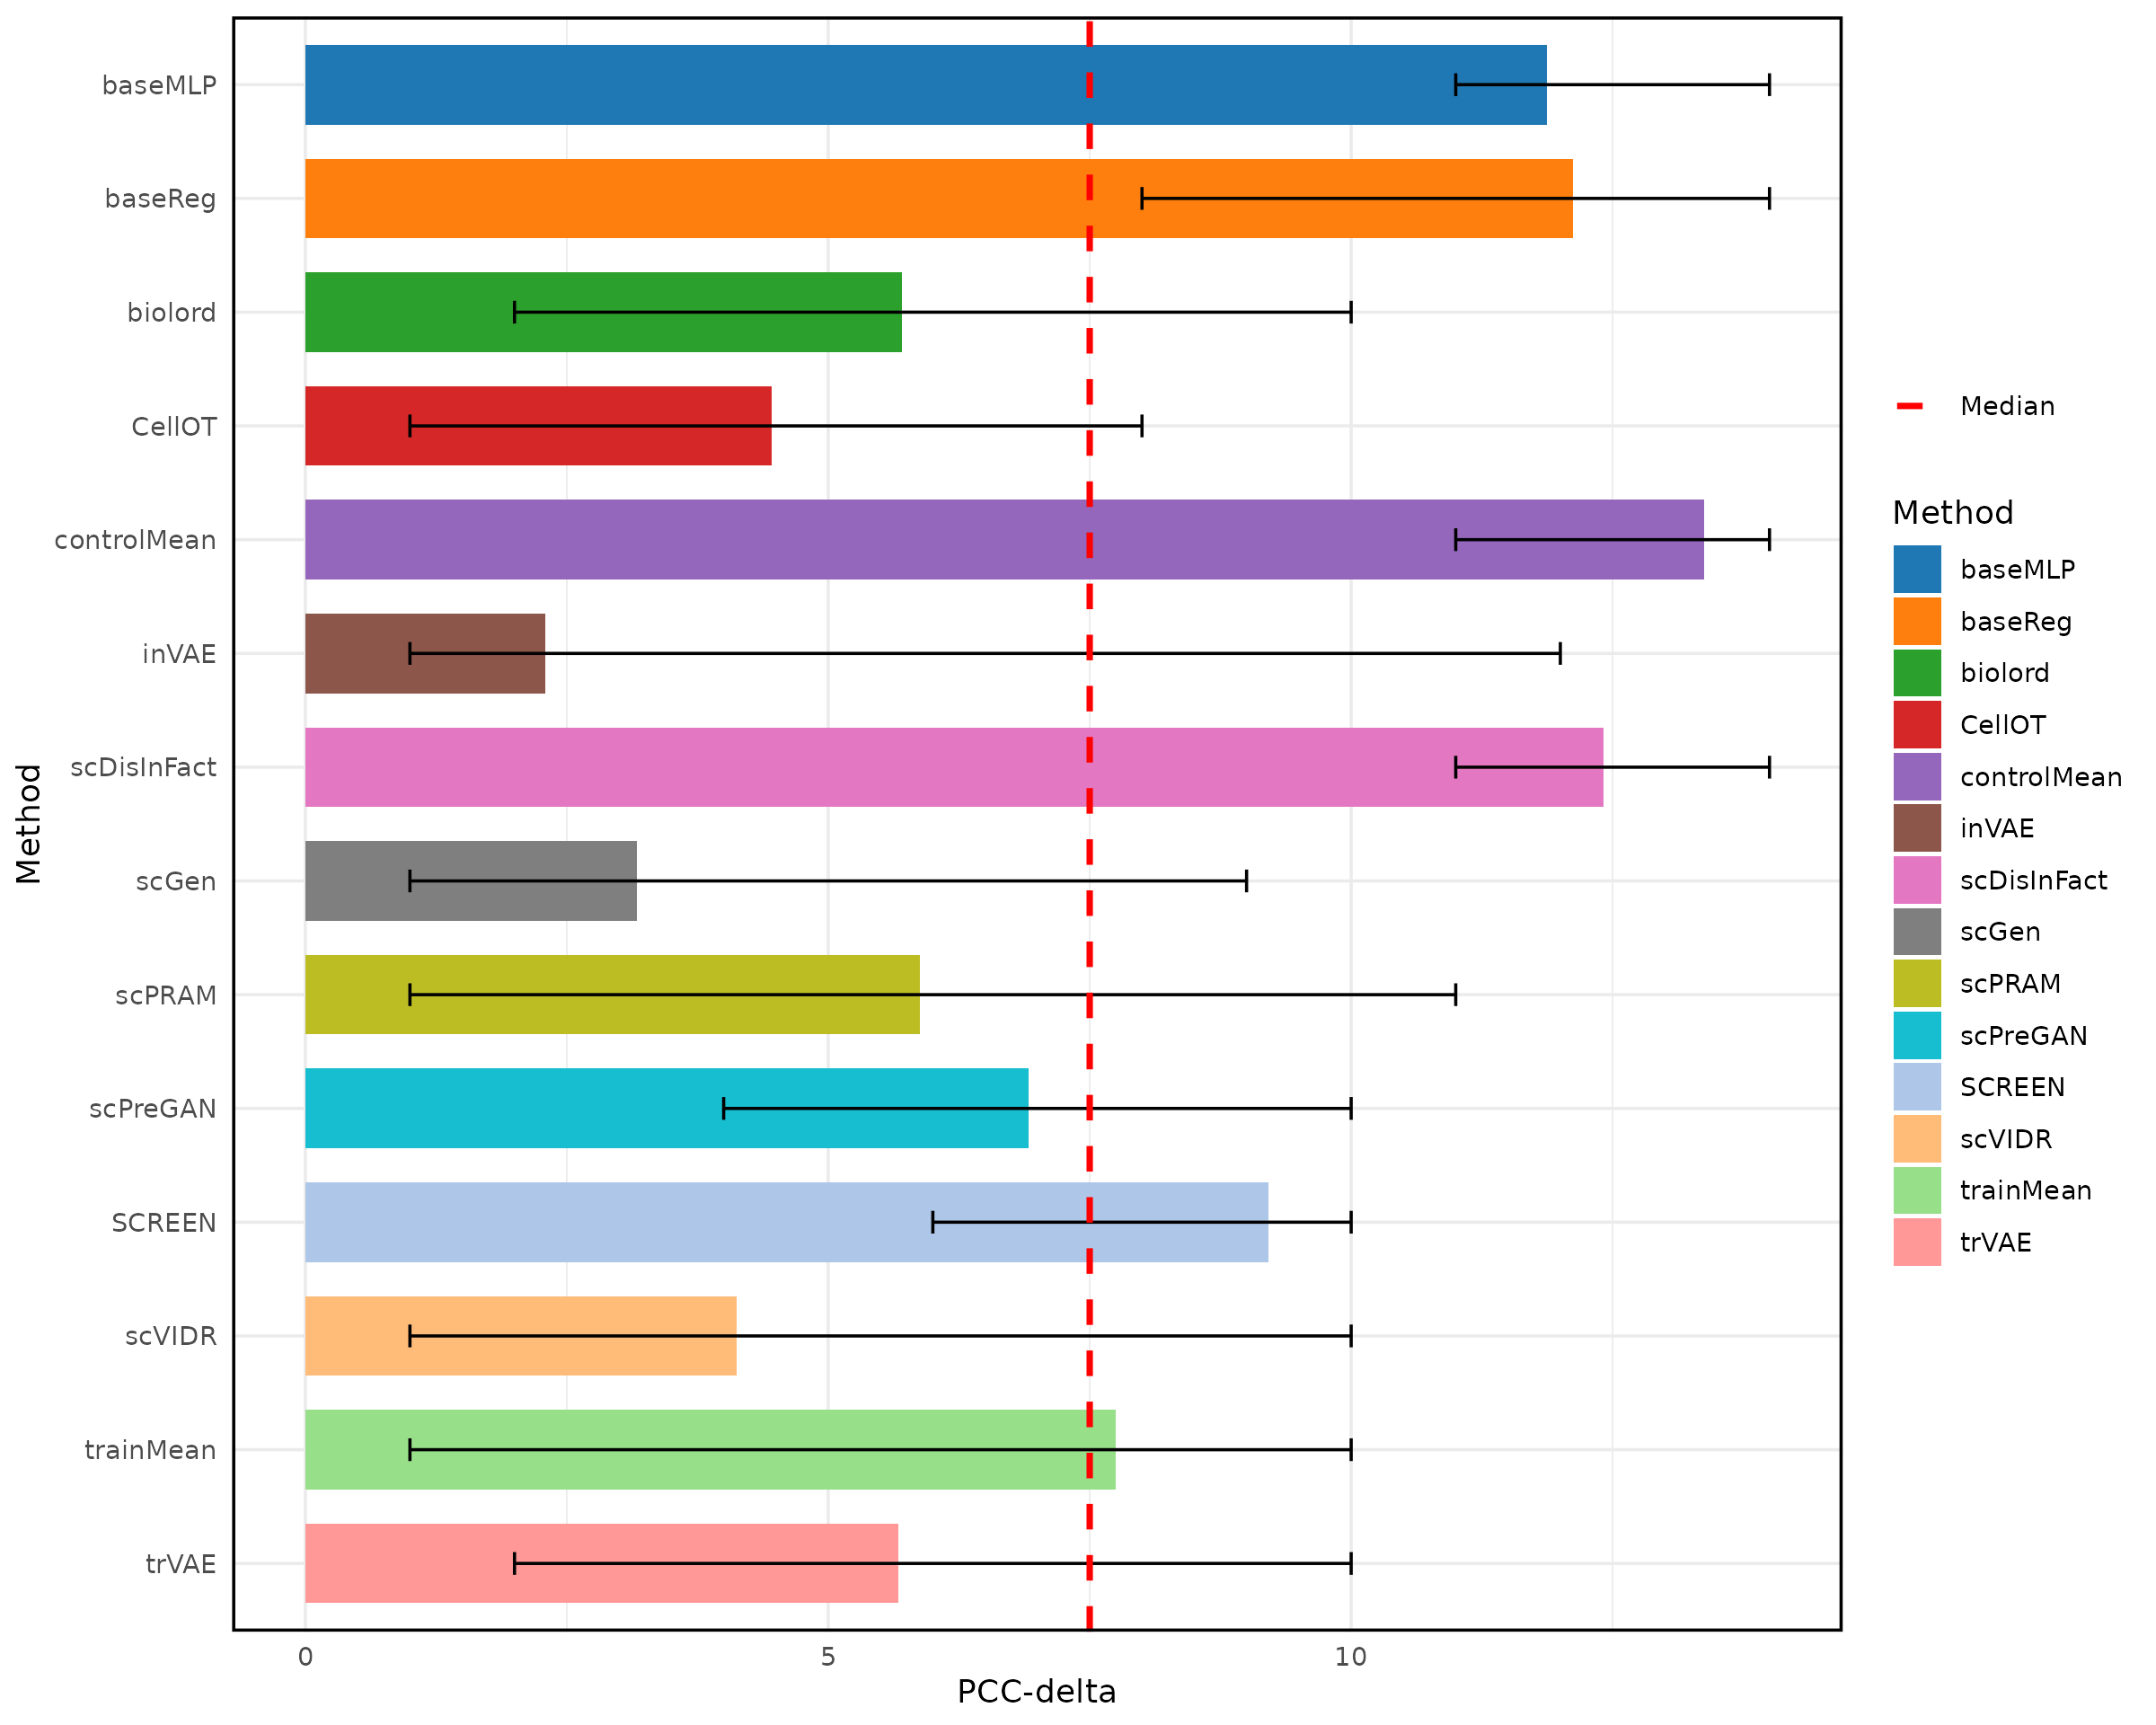 Method
baseMLP
baseReg
biolord
CellOT
controlMean
inVAE
scDisInFact
scGen
scPRAM
scPreGAN
SCREEN
scVIDR
trainMean
trVAE
0 5 10
PCC-delta
Median
Method
baseMLP
baseReg
biolord
CellOT
controlMean
inVAE
scDisInFact
scGen
scPRAM
scPreGAN
SCREEN
scVIDR
trainMean
trVAE